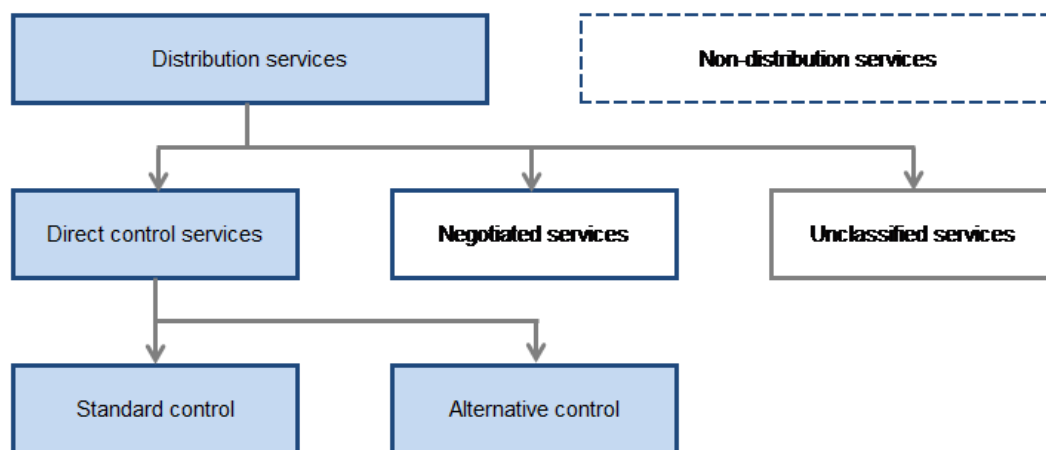 Distribution services
Non-distribution services
Direct control services
Negotiated services
Unclassified services
Standard control
Alternative control